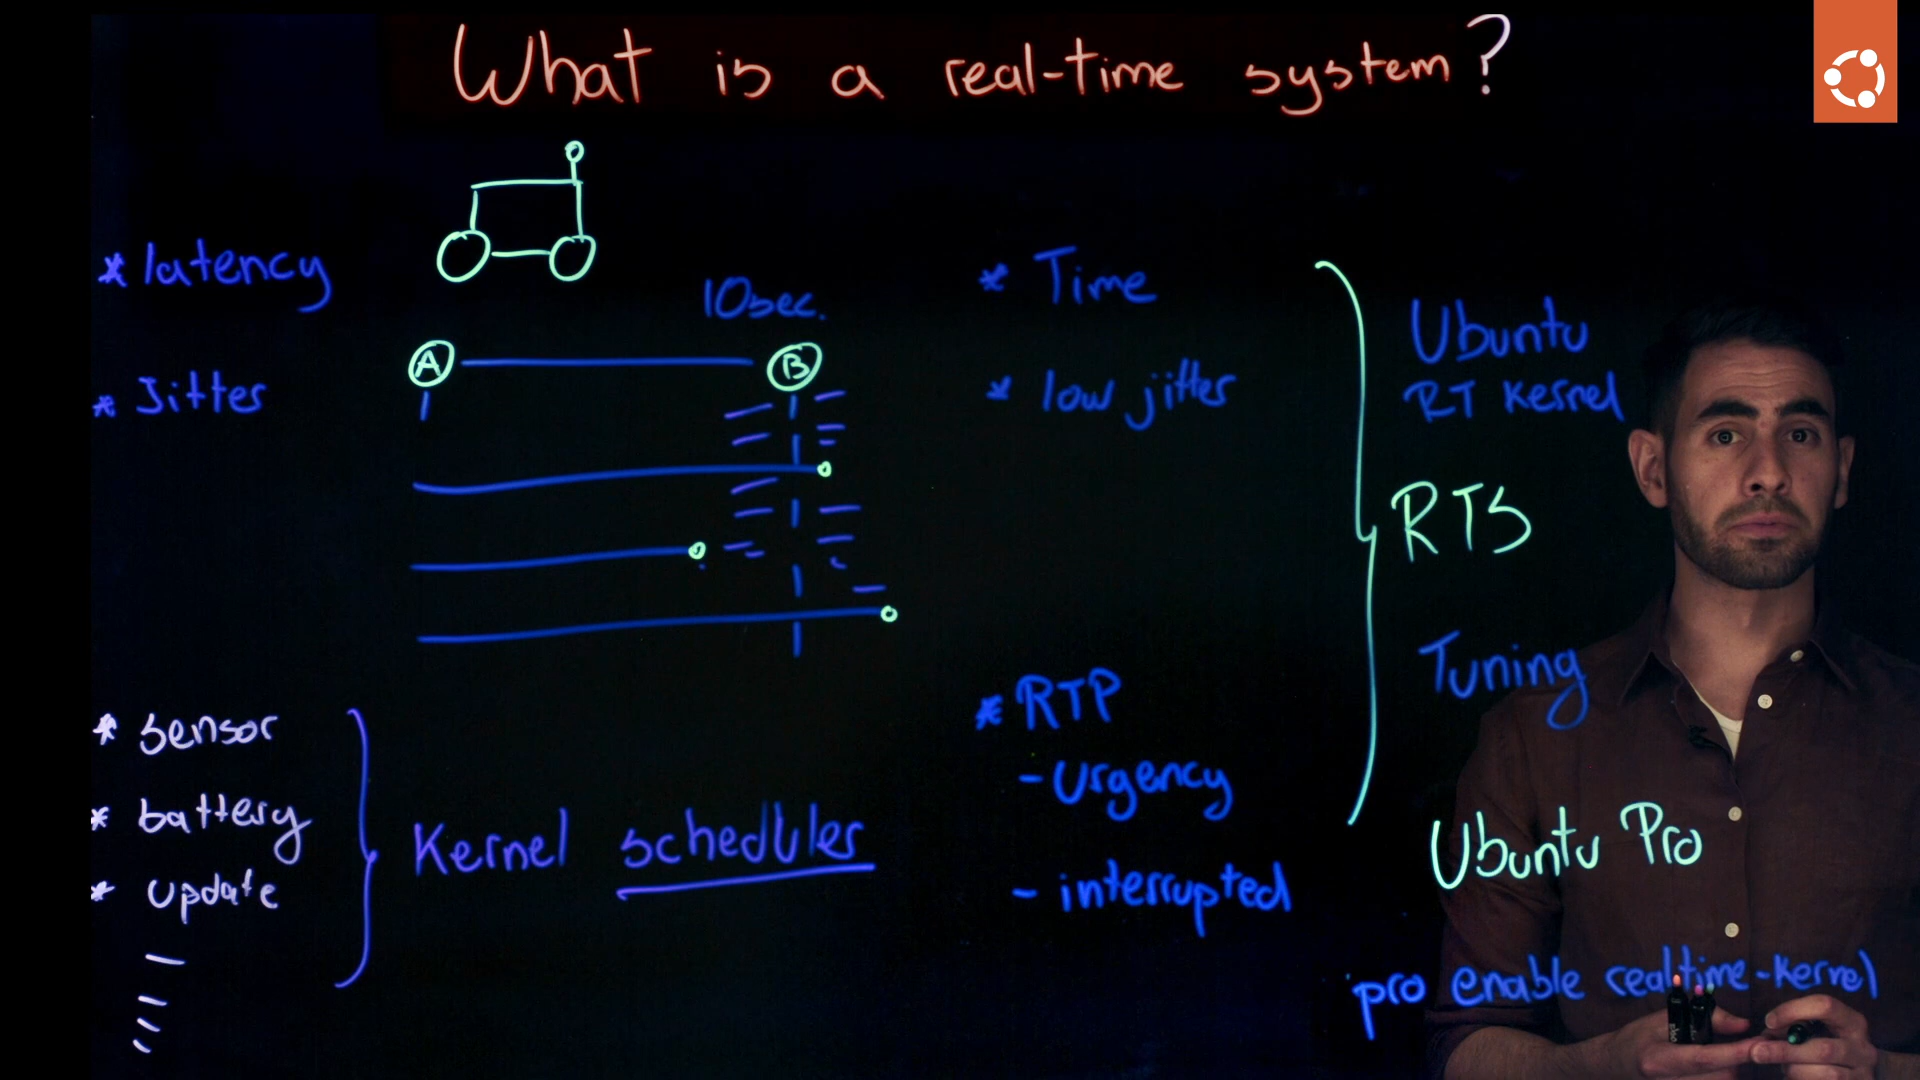 What is a real-time system?
* latency
* Jitter
10sec.
A
B
* sensor
* battery
* update
Kernel scheduler
* Time
* low jitter
* RTP
- Urgency
- interrupted
Ubuntu
RT Kernel
RTS
Tuning
Ubuntu Pro
pro enable realtime-kernel